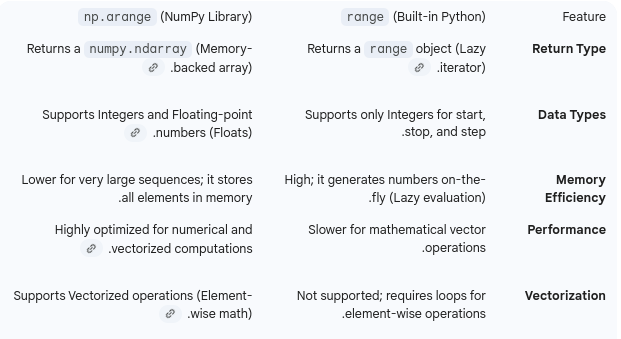 Feature
range (Built-in Python)
np.arange (NumPy Library)
Return Type
Returns a range object (Lazy
.iterator)
Returns a numpy.ndarray (Memory-
.backed array)
Data Types
Supports only Integers for start,
.stop, and step
Supports Integers and Floating-point
.numbers (Floats)
Memory
Efficiency
High; it generates numbers on-the-
.fly (Lazy evaluation)
Lower for very large sequences; it stores
.all elements in memory
Performance
Slower for mathematical vector
.operations
Highly optimized for numerical and
.vectorized computations
Vectorization
Not supported; requires loops for
.element-wise operations
Supports Vectorized operations (Element-
.wise math)